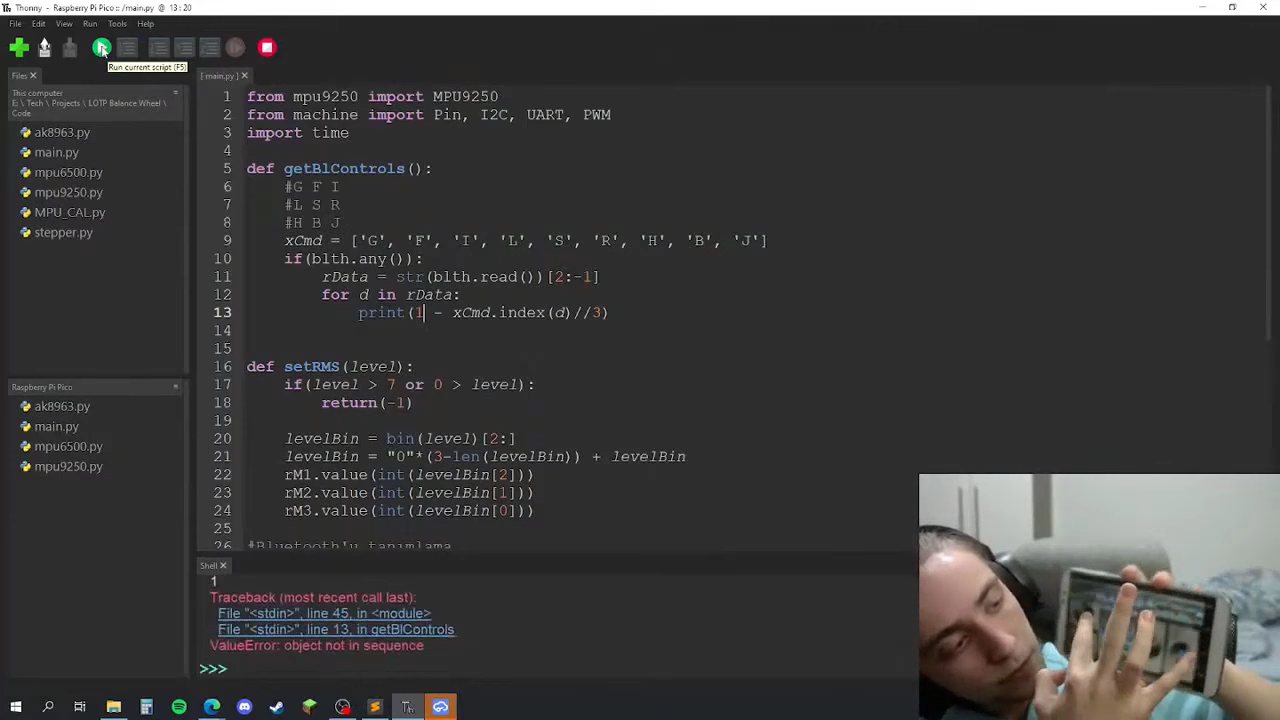 Thonny - Raspberry Pi Pico :: /main.py @ 13 : 20
File Edit View Run Tools Help
Run current script (F5)
Files
[ main.py ]
This computer
E: \ Tech \ Projects \ LOTP Balance Wheel \
Code
ak8963.py
main.py
mpu6500.py
mpu9250.py
MPU_CAL.py
stepper.py
Raspberry Pi Pico
ak8963.py
main.py
mpu6500.py
mpu9250.py
1 from mpu9250 import MPU9250
2 from machine import Pin, I2C, UART, PWM
3 import time
4
5 def getBlControls():
6 #G F I
7 #L S R
8 #H B J
9 xCmd = ['G', 'F', 'I', 'L', 'S', 'R', 'H', 'B', 'J']
10 if(blth.any()):
11 rData = str(blth.read())[2:-1]
12 for d in rData:
13 print(1 - xCmd.index(d)//3)
14
15
16 def setRMS(level):
17 if(level > 7 or 0 > level):
18 return(-1)
19
20 levelBin = bin(level)[2:]
21 levelBin = "0"*(3-len(levelBin)) + levelBin
22 rM1.value(int(levelBin[2]))
23 rM2.value(int(levelBin[1]))
24 rM3.value(int(levelBin[0]))
25
26 #Bluetooth'u tanımlama
Shell
1
Traceback (most recent call last):
File "<stdin>", line 45, in <module>
File "<stdin>", line 13, in getBlControls
ValueError: object not in sequence
>>>
Th